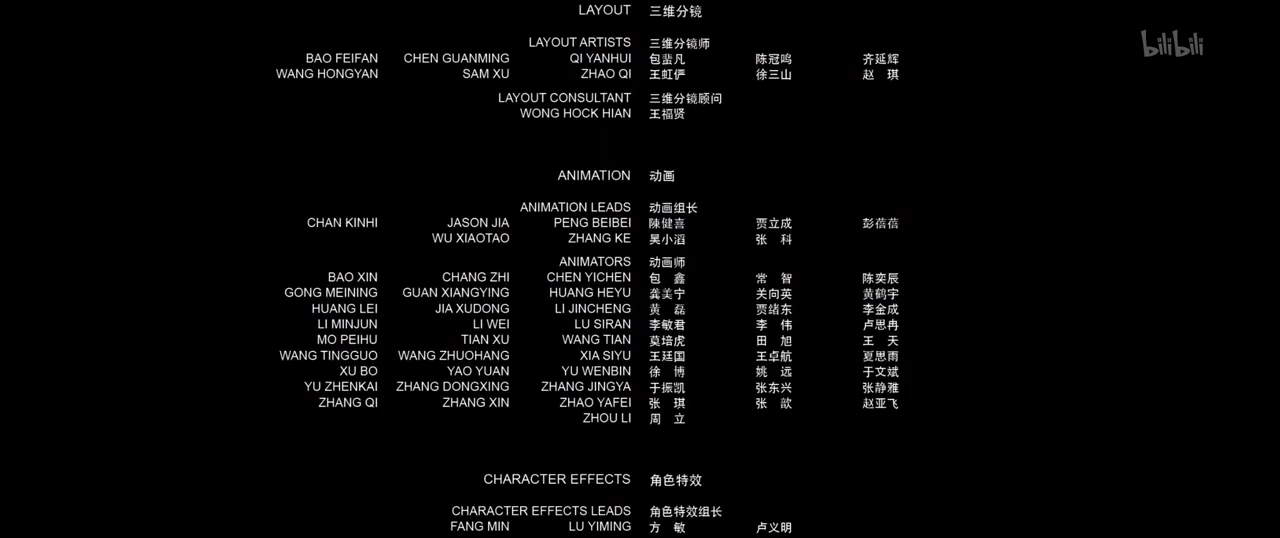 LAYOUT 三维分镜
bilibili
LAYOUT ARTISTS 三维分镜师
BAO FEIFAN CHEN GUANMING QI YANHUI 包蜚凡 陈冠鸣 齐延辉
WANG HONGYAN SAM XU ZHAO QI 王虹俨 徐三山 赵 琪
LAYOUT CONSULTANT 三维分镜顾问
WONG HOCK HIAN 王福贤
ANIMATION 动画
ANIMATION LEADS 动画组长
CHAN KINHI JASON JIA PENG BEIBEI 陳健喜 贾立成 彭蓓蓓
WU XIAOTAO ZHANG KE 吴小滔 张 科
ANIMATORS 动画师
BAO XIN CHANG ZHI CHEN YICHEN 包 鑫 常 智 陈奕辰
GONG MEINING GUAN XIANGYING HUANG HEYU 龚美宁 关向英 黄鹤宇
HUANG LEI JIA XUDONG LI JINCHENG 黄 磊 贾绪东 李金成
LI MINJUN LI WEI LU SIRAN 李敏君 李 伟 卢思冉
MO PEIHU TIAN XU WANG TIAN 莫培虎 田 旭 王 天
WANG TINGGUO WANG ZHUOHANG XIA SIYU 王廷国 王卓航 夏思雨
XU BO YAO YUAN YU WENBIN 徐 博 姚 远 于文斌
YU ZHENKAI ZHANG DONGXING ZHANG JINGYA 于振凯 张东兴 张静雅
ZHANG QI ZHANG XIN ZHAO YAFEI 张 琪 张 歆 赵亚飞
ZHOU LI 周 立
CHARACTER EFFECTS 角色特效
CHARACTER EFFECTS LEADS 角色特效组长
FANG MIN LU YIMING 方 敏 卢义明